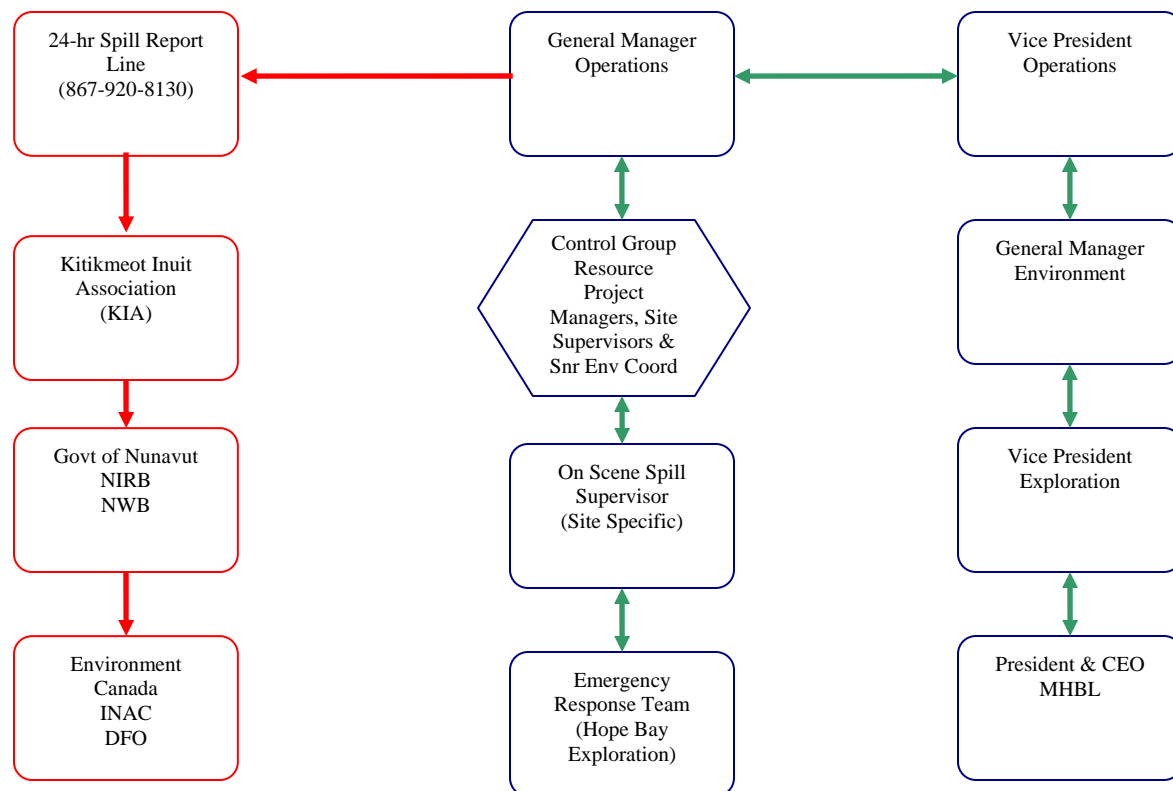 24-hr Spill Report
Line
(867-920-8130)
General Manager
Operations
Vice President
Operations
Kitikmeot Inuit
Association
(KIA)
Control Group
Resource
Project
Managers, Site
Supervisors &
Snr Env Coord
General Manager
Environment
Govt of Nunavut
NIRB
NWB
On Scene Spill
Supervisor
(Site Specific)
Vice President
Exploration
Environment
Canada
INAC
DFO
Emergency
Response Team
(Hope Bay
Exploration)
President & CEO
MHBL